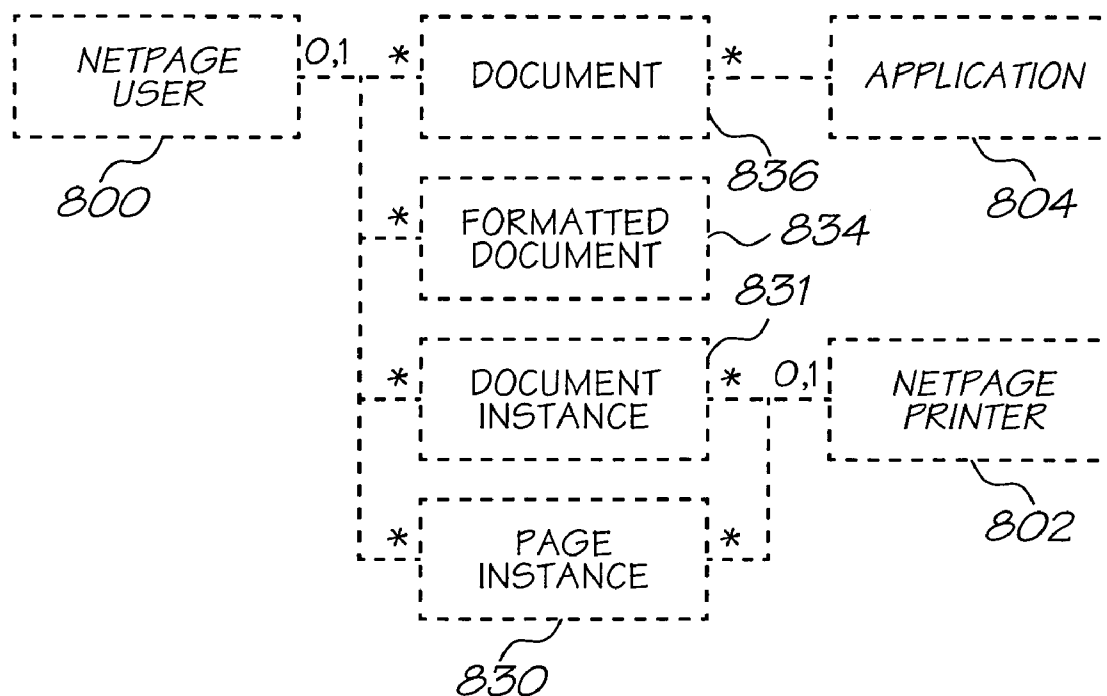 NETPAGE
USER
0,1
*
DOCUMENT
*
APPLICATION
800
836
804
*
FORMATTED
DOCUMENT
834
831
*
DOCUMENT
INSTANCE
*
0,1
NETPAGE
PRINTER
802
*
PAGE
INSTANCE
*
830